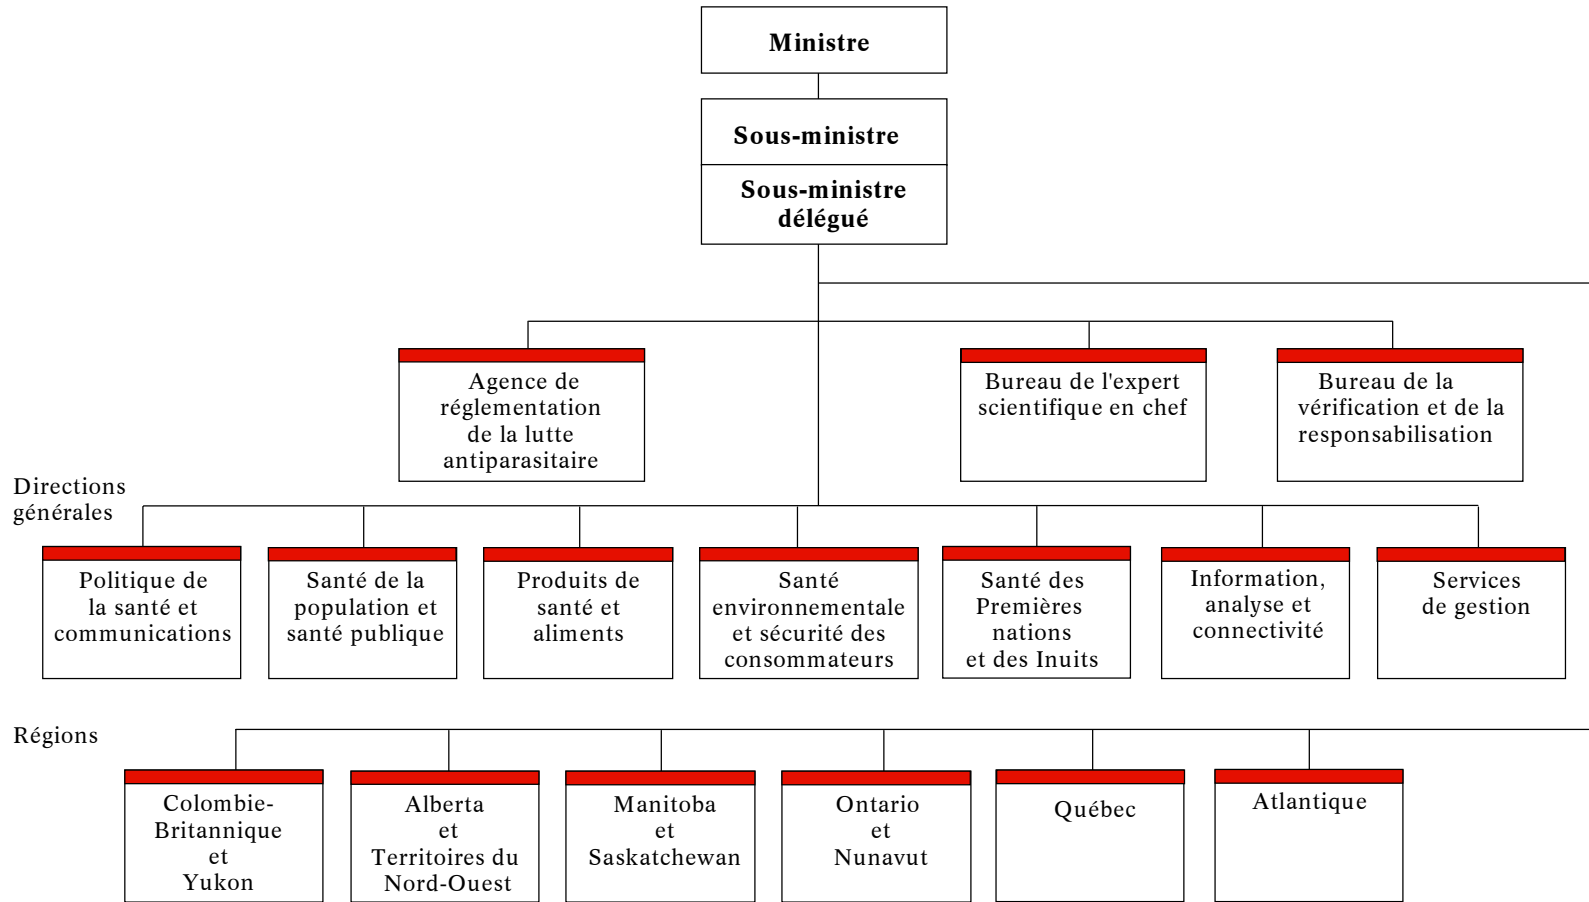 Ministre
Sous-ministre
Sous-ministre
délégué
Agence de
réglementation
de la lutte
antiparasitaire
Bureau de l'expert
scientifique en chef
Bureau de la
vérification et de la
responsabilisation
Directions
générales
Politique de
la santé et
communications
Santé de la
population et
santé publique
Produits de
santé et
aliments
Santé
environnementale
et sécurité des
consommateurs
Santé des
Premières
nations
et des Inuits
Information,
analyse et
connectivité
Services
de gestion
Régions
Colombie-
Britannique
et
Yukon
Alberta
et
Territoires du
Nord-Ouest
Manitoba
et
Saskatchewan
Ontario
et
Nunavut
Québec
Atlantique